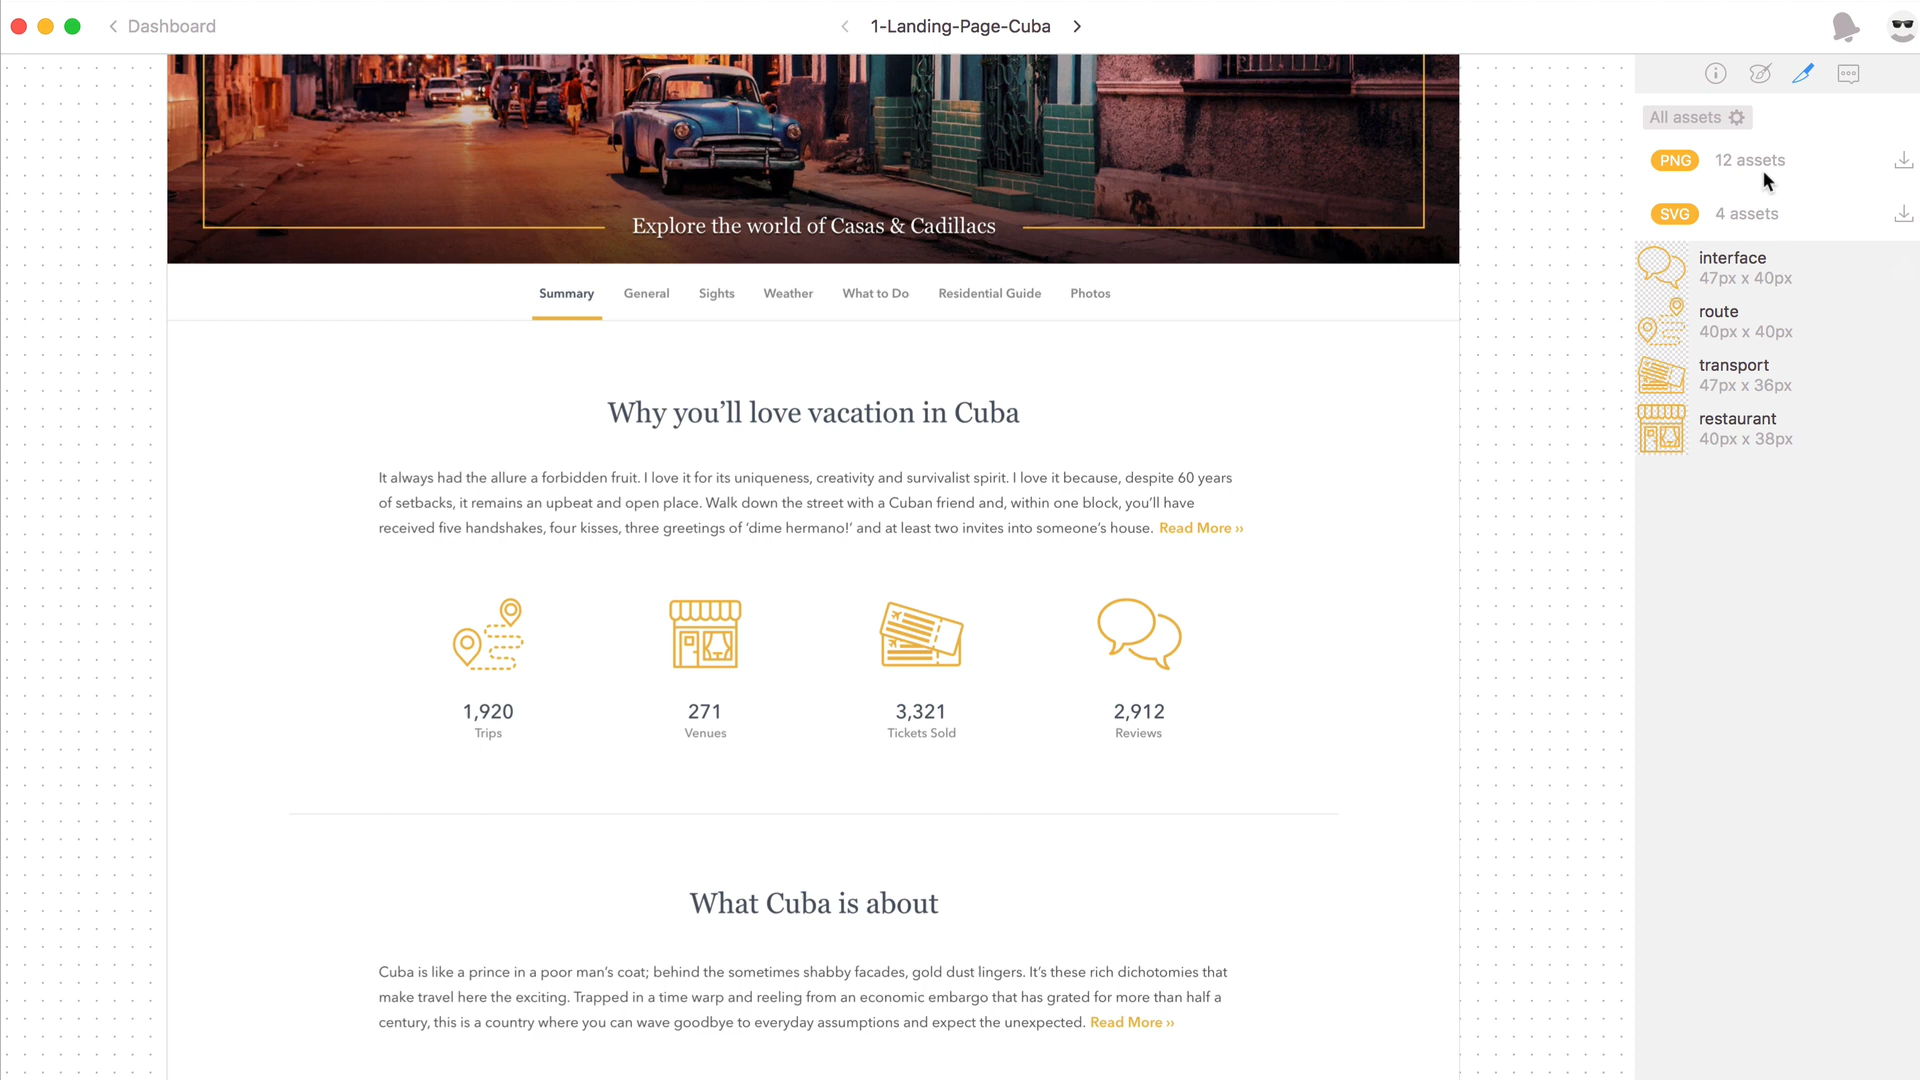 Dashboard
1-Landing-Page-Cuba
All assets
PNG 12 assets
SVG 4 assets
interface
47px x 40px
route
40px x 40px
transport
47px x 36px
restaurant
40px x 38px
Explore the world of Casas & Cadillacs
Summary General Sights Weather What to Do Residential Guide Photos
Why you’ll love vacation in Cuba
It always had the allure a forbidden fruit. I love it for its uniqueness, creativity and survivalist spirit. I love it because, despite 60 years
of setbacks, it remains an upbeat and open place. Walk down the street with a Cuban friend and, within one block, you’ll have
received five handshakes, four kisses, three greetings of ‘dime hermano!’ and at least two invites into someone’s house. Read More ››
1,920 271 3,321 2,912
Trips Venues Tickets Sold Reviews
What Cuba is about
Cuba is like a prince in a poor man’s coat; behind the sometimes shabby facades, gold dust lingers. It’s these rich dichotomies that
make travel here the exciting. Trapped in a time warp and reeling from an economic embargo that has grated for more than half a
century, this is a country where you can wave goodbye to everyday assumptions and expect the unexpected. Read More ››